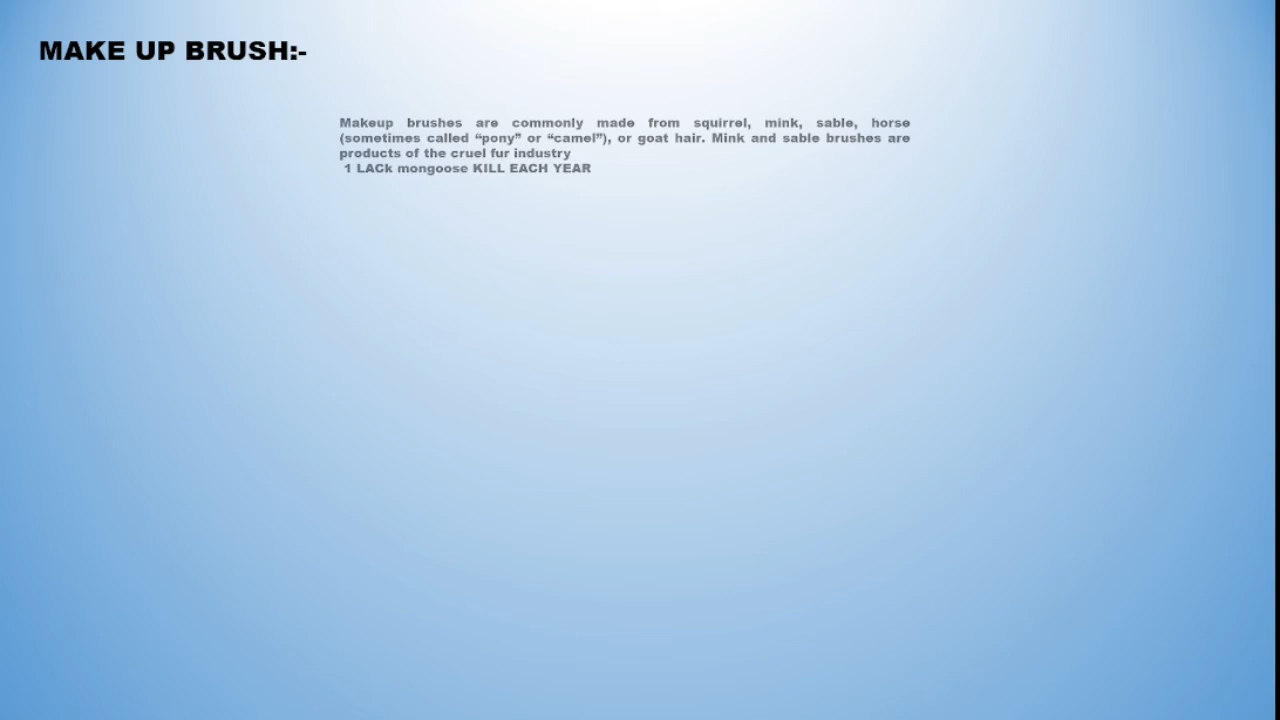 MAKE UP BRUSH:-
Makeup brushes are commonly made from squirrel, mink, sable, horse
(sometimes called “pony” or “camel”), or goat hair. Mink and sable brushes are
products of the cruel fur industry
1 LACk mongoose KILL EACH YEAR